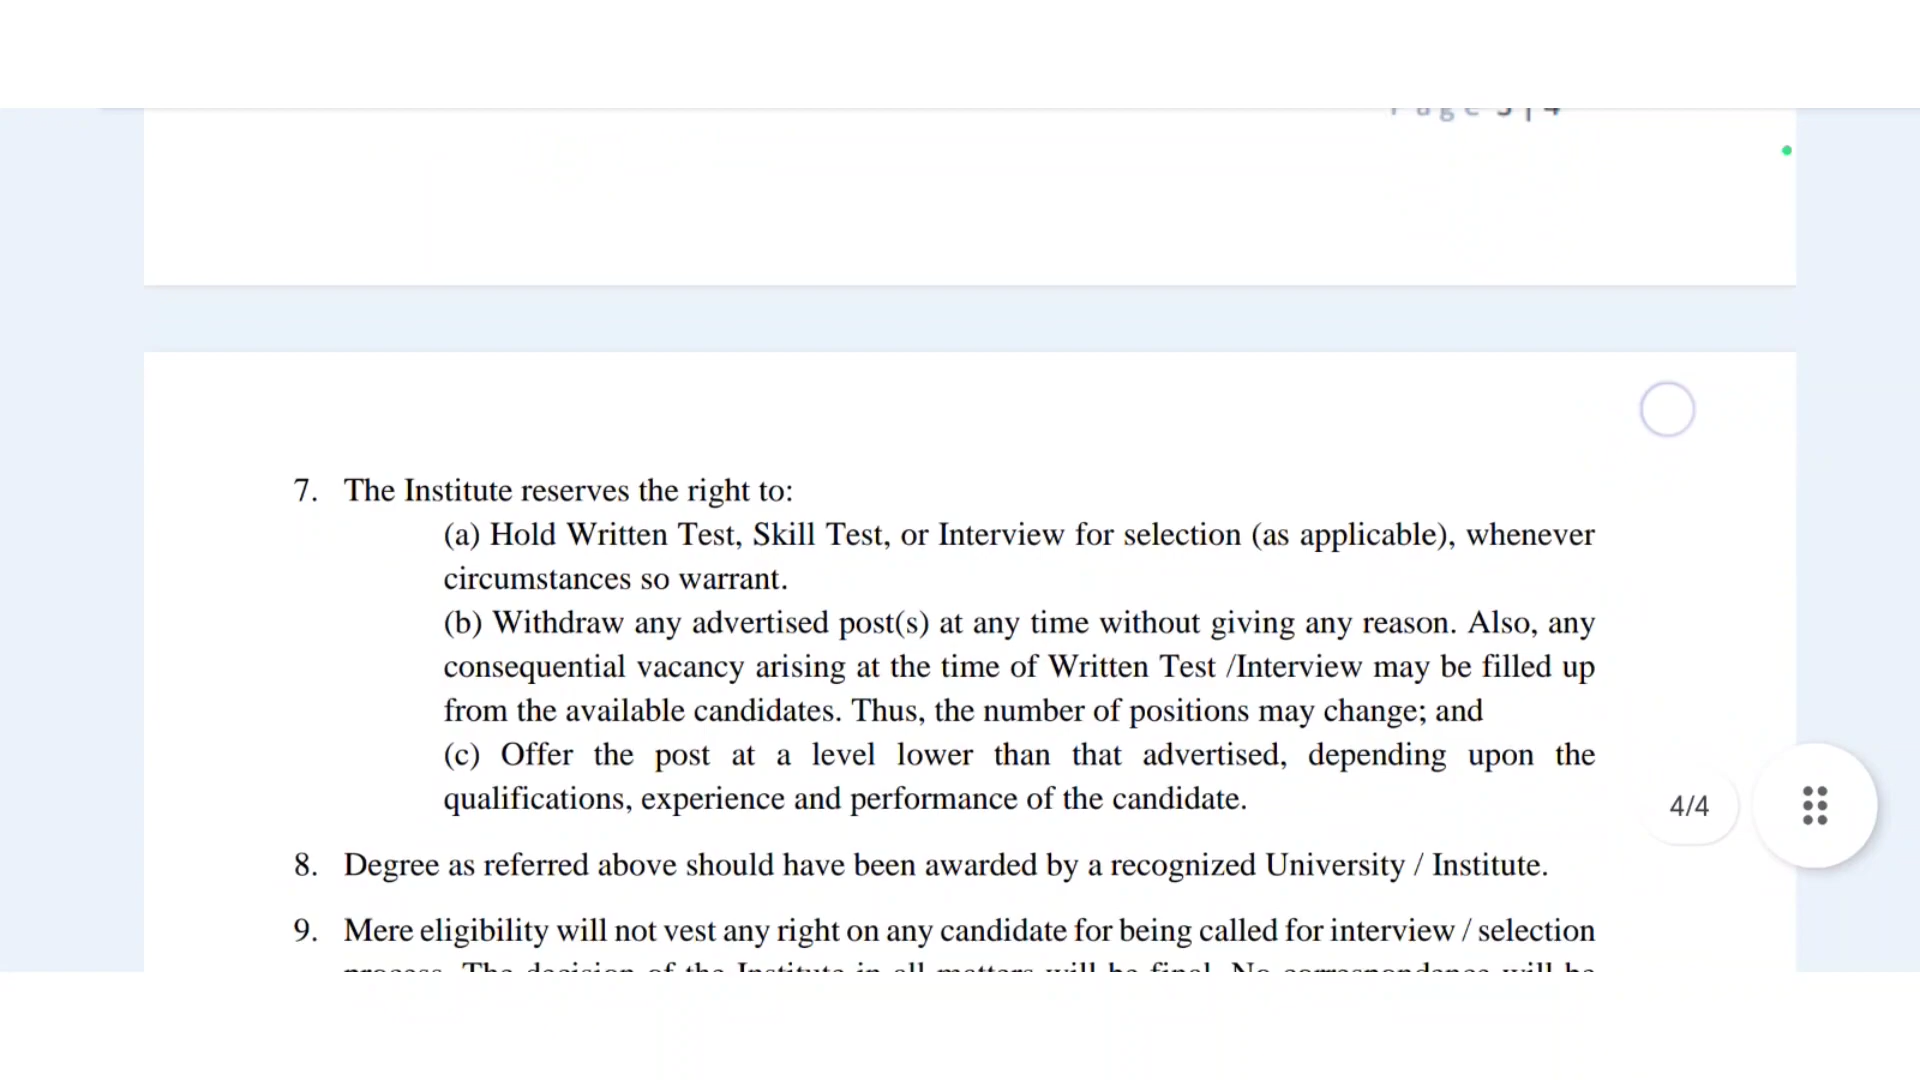 7. The Institute reserves the right to:
(a) Hold Written Test, Skill Test, or Interview for selection (as applicable), whenever
circumstances so warrant.
(b) Withdraw any advertised post(s) at any time without giving any reason. Also, any
consequential vacancy arising at the time of Written Test /Interview may be filled up
from the available candidates. Thus, the number of positions may change; and
(c) Offer the post at a level lower than that advertised, depending upon the
qualifications, experience and performance of the candidate.
4/4
8. Degree as referred above should have been awarded by a recognized University / Institute.
9. Mere eligibility will not vest any right on any candidate for being called for interview / selection